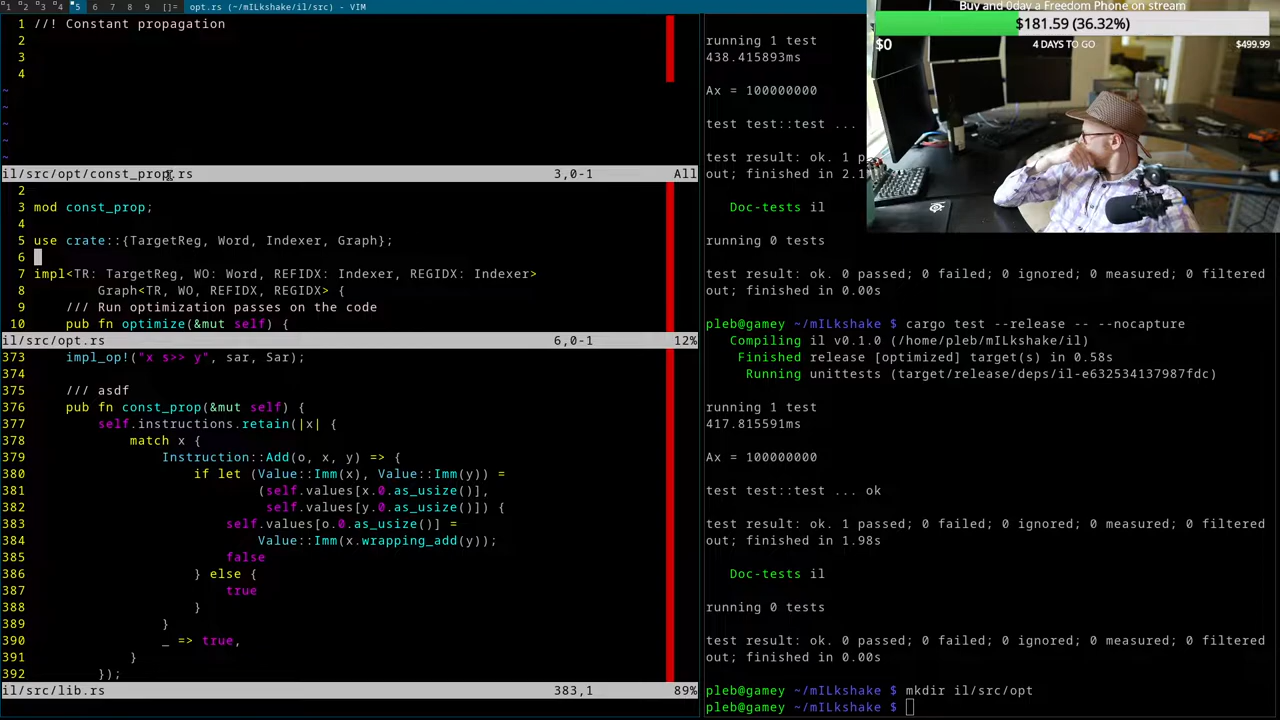 1 2 3 4 5 6 7 8 9 []= opt.rs (~/mILkshake/il/src) - VIM
1 //! Constant propagation
2
3
4
~
~
~
~
~
il/src/opt/const_prop.rs 3,0-1 All
2
3 mod const_prop;
4
5 use crate::{TargetReg, Word, Indexer, Graph};
6
7 impl<TR: TargetReg, WO: Word, REFIDX: Indexer, REGIDX: Indexer>
8 Graph<TR, WO, REFIDX, REGIDX> {
9 /// Run optimization passes on the code
10 pub fn optimize(&mut self) {
il/src/opt.rs 6,0-1 12%
373 impl_op!("x s>> y", sar, Sar);
374
375 /// asdf
376 pub fn const_prop(&mut self) {
377 self.instructions.retain(|x| {
378 match x {
379 Instruction::Add(o, x, y) => {
380 if let (Value::Imm(x), Value::Imm(y)) =
381 (self.values[x.0.as_usize()],
382 self.values[y.0.as_usize()]) {
383 self.values[o.0.as_usize()] =
384 Value::Imm(x.wrapping_add(y));
385 false
386 } else {
387 true
388 }
389 }
390 _ => true,
391 }
392 });
il/src/lib.rs 383,1 89%
running 1 test
438.415893ms
Ax = 100000000
test test::test ...
test result: ok. 1 p
out; finished in 2.1
Doc-tests il
running 0 tests
test result: ok. 0 passed; 0 failed; 0 ignored; 0 measured; 0 filtered
out; finished in 0.00s
pleb@gamey ~/mILkshake $ cargo test --release -- --nocapture
Compiling il v0.1.0 (/home/pleb/mILkshake/il)
Finished release [optimized] target(s) in 0.58s
Running unittests (target/release/deps/il-e632534137987fdc)
running 1 test
417.815591ms
Ax = 100000000
test test::test ... ok
test result: ok. 1 passed; 0 failed; 0 ignored; 0 measured; 0 filtered
out; finished in 1.98s
Doc-tests il
running 0 tests
test result: ok. 0 passed; 0 failed; 0 ignored; 0 measured; 0 filtered
out; finished in 0.00s
pleb@gamey ~/mILkshake $ mkdir il/src/opt
pleb@gamey ~/mILkshake $
Buy and 0day a Freedom Phone on stream
$181.59 (36.32%)
$0 4 DAYS TO GO $499.99